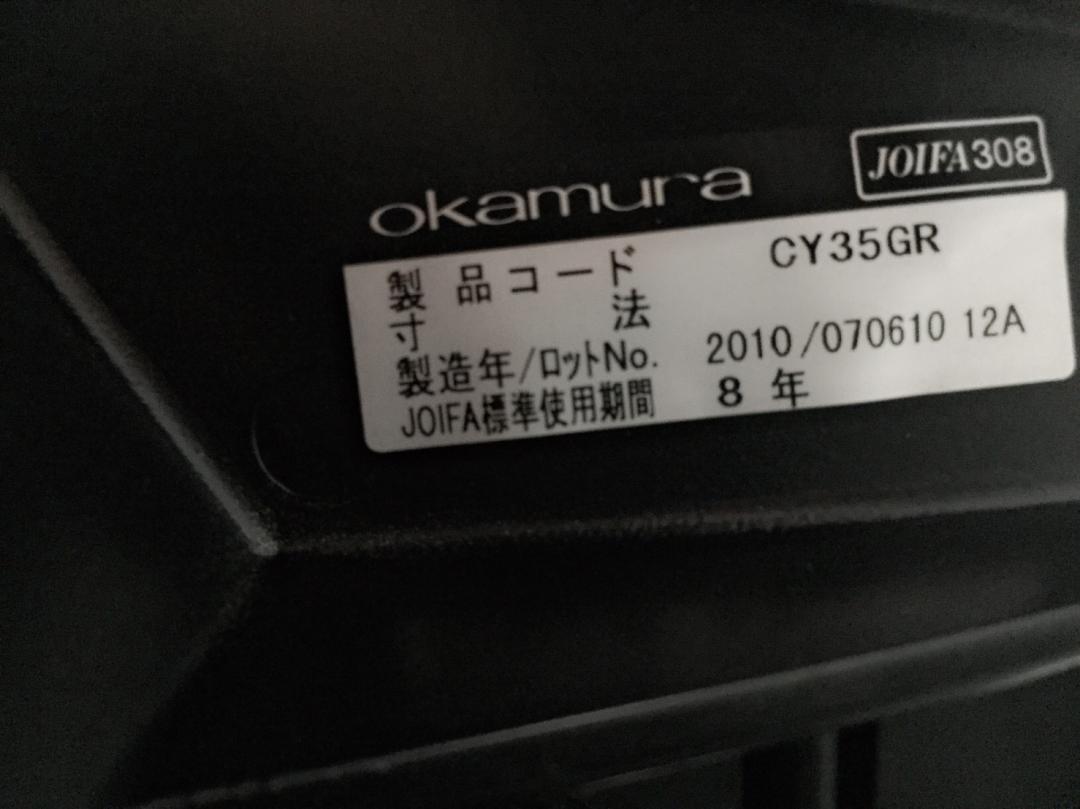 JOIFA308
okamura
製品コード CY35GR
寸法
製造年/ロットNo. 2010/070610 12A
JOIFA標準使用期間 8年